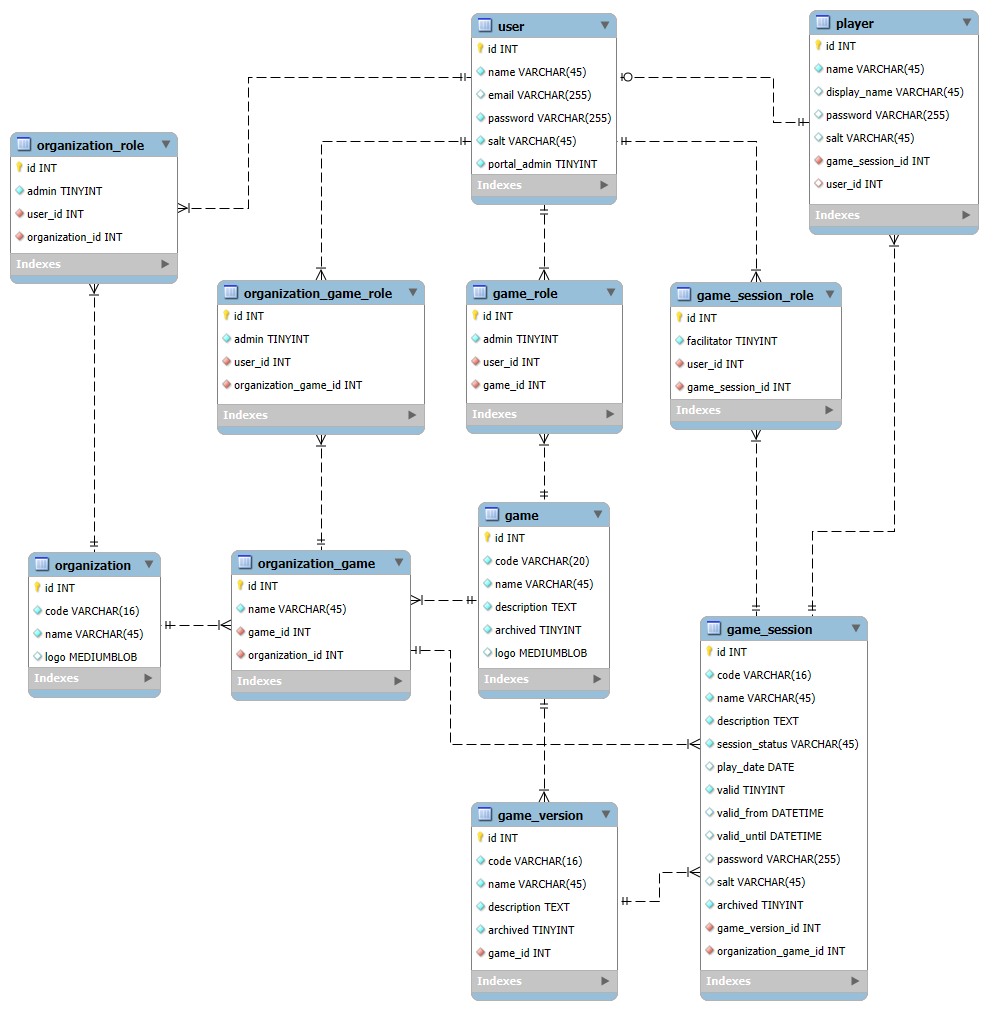 user
id INT
name VARCHAR(45)
email VARCHAR(255)
password VARCHAR(255)
salt VARCHAR(45)
portal_admin TINYINT
Indexes
player
id INT
name VARCHAR(45)
display_name VARCHAR(45)
password VARCHAR(255)
salt VARCHAR(45)
game_session_id INT
user_id INT
Indexes
organization_role
id INT
admin TINYINT
user_id INT
organization_id INT
Indexes
organization_game_role
id INT
admin TINYINT
user_id INT
organization_game_id INT
Indexes
game_role
id INT
admin TINYINT
user_id INT
game_id INT
Indexes
game_session_role
id INT
facilitator TINYINT
user_id INT
game_session_id INT
Indexes
organization
id INT
code VARCHAR(16)
name VARCHAR(45)
logo MEDIUMBLOB
Indexes
organization_game
id INT
name VARCHAR(45)
game_id INT
organization_id INT
Indexes
game
id INT
code VARCHAR(20)
name VARCHAR(45)
description TEXT
archived TINYINT
logo MEDIUMBLOB
Indexes
game_session
id INT
code VARCHAR(16)
name VARCHAR(45)
description TEXT
session_status VARCHAR(45)
play_date DATE
valid TINYINT
valid_from DATETIME
valid_until DATETIME
password VARCHAR(255)
salt VARCHAR(45)
archived TINYINT
game_version_id INT
organization_game_id INT
Indexes
game_version
id INT
code VARCHAR(16)
name VARCHAR(45)
description TEXT
archived TINYINT
game_id INT
Indexes